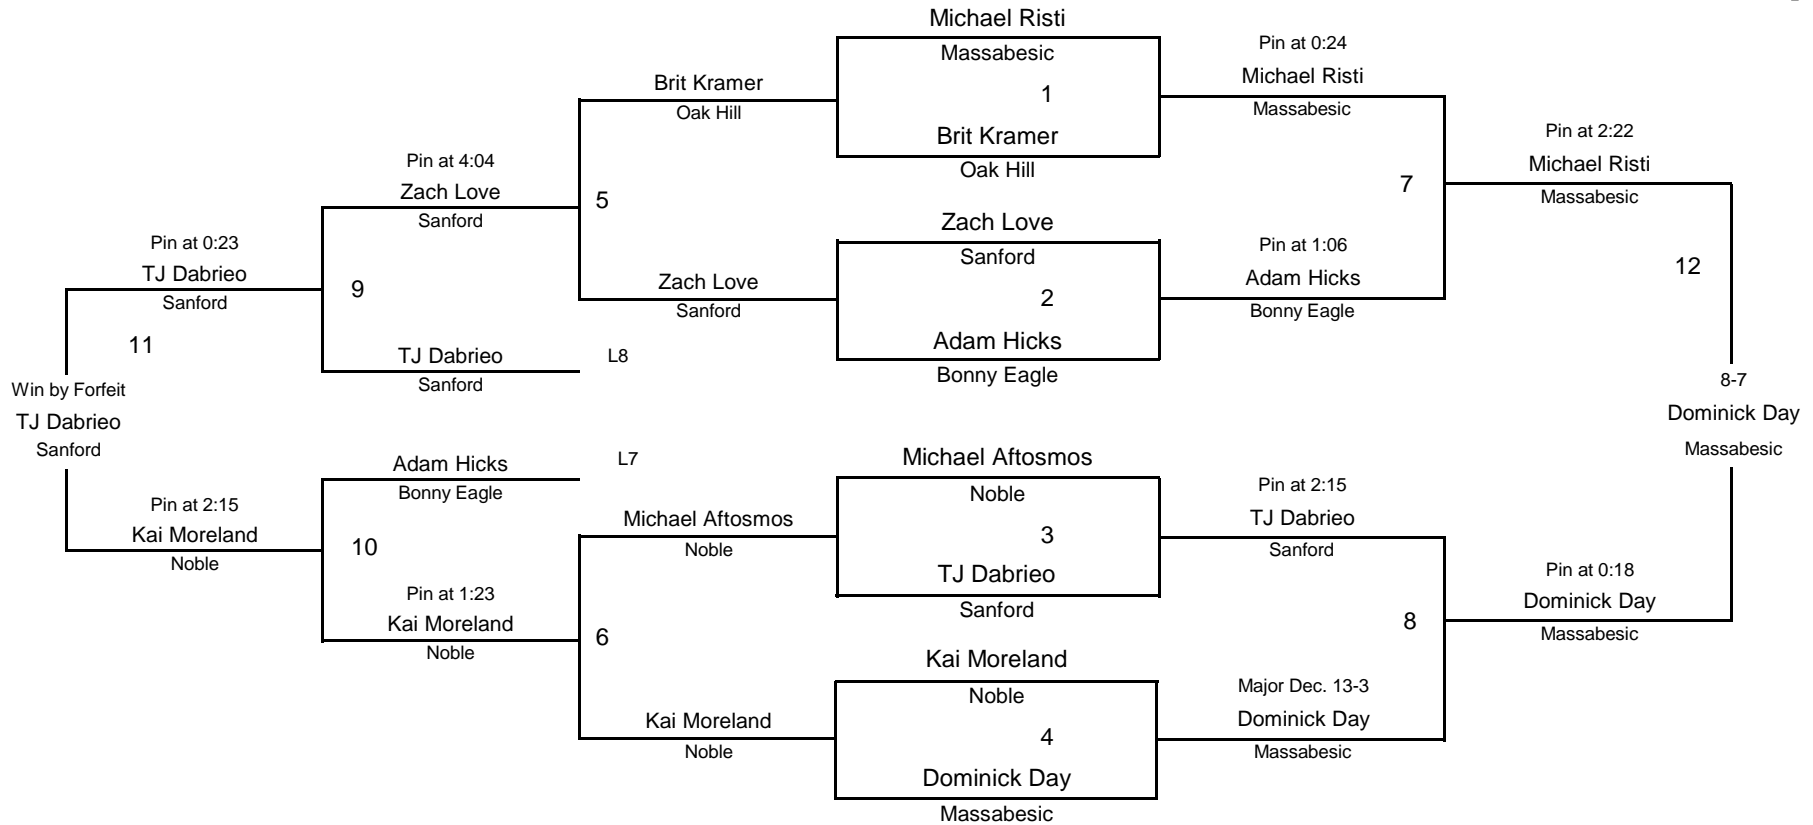 Michael Risti
Massabesic
1
Brit Kramer
Oak Hill
Zach Love
Sanford
2
Adam Hicks
Bonny Eagle
Michael Aftosmos
Noble
3
TJ Dabrieo
Sanford
Kai Moreland
Noble
4
Dominick Day
Massabesic
Pin at 0:24
Michael Risti
Massabesic
7
Pin at 1:06
Adam Hicks
Bonny Eagle
Pin at 2:15
TJ Dabrieo
Sanford
8
Major Dec. 13-3
Dominick Day
Massabesic
Pin at 2:22
Michael Risti
Massabesic
12
Pin at 0:18
Dominick Day
Massabesic
8-7
Dominick Day
Massabesic
Brit Kramer
Oak Hill
5
Zach Love
Sanford
Michael Aftosmos
Noble
6
Kai Moreland
Noble
Pin at 4:04
Zach Love
Sanford
9
TJ Dabrieo
Sanford
L8
Adam Hicks
Bonny Eagle
L7
10
Pin at 1:23
Kai Moreland
Noble
Pin at 0:23
TJ Dabrieo
Sanford
11
Pin at 2:15
Kai Moreland
Noble
Win by Forfeit
TJ Dabrieo
Sanford